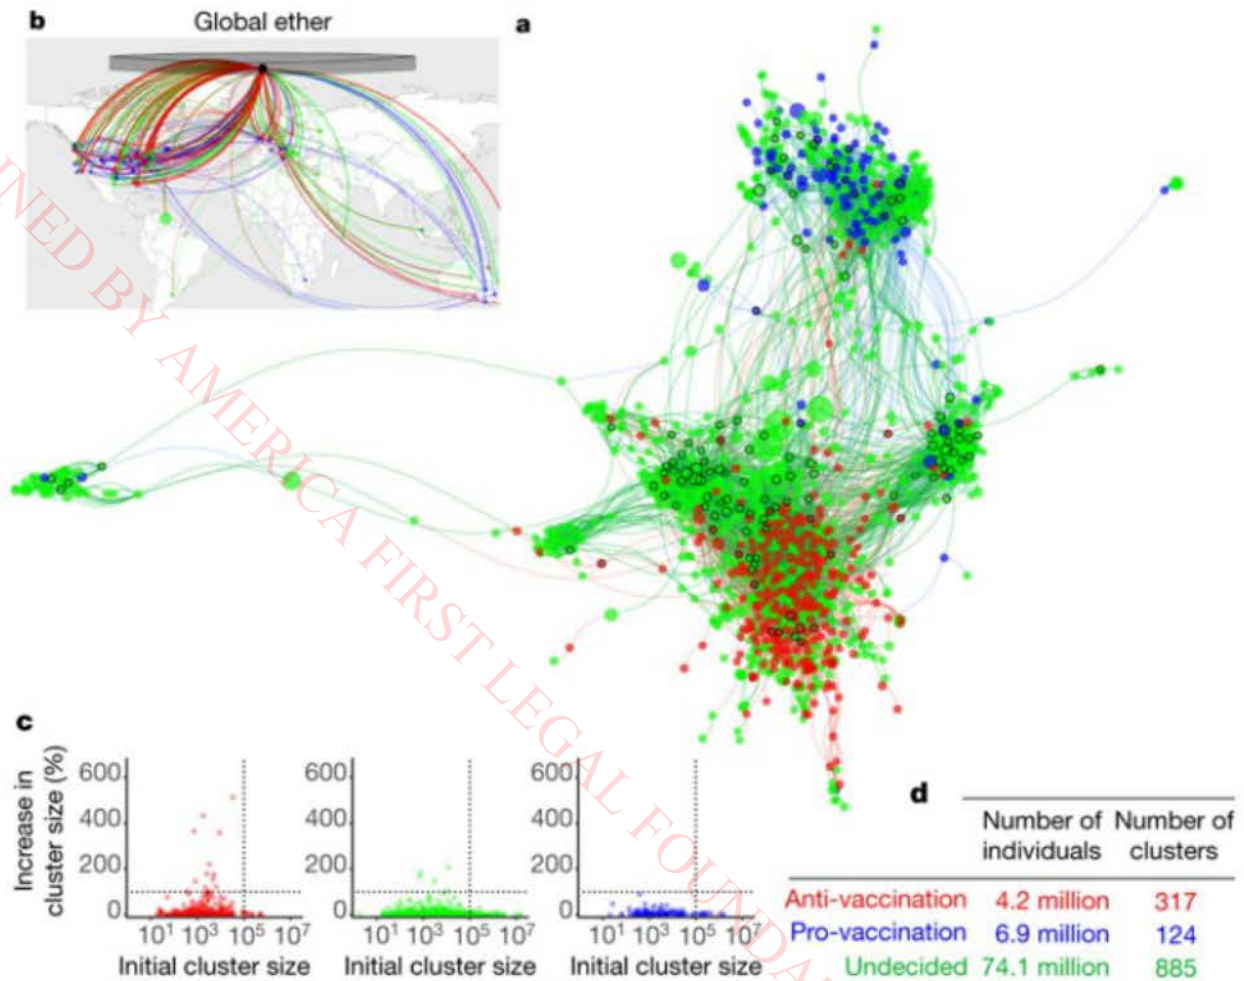 b
Global ether
a
NED BY AMERICA FIRST LEGAL FOUNDA
c
Increase in
cluster size (%)
600
400
200
0
10¹ 10³ 10⁵ 10⁷
Initial cluster size
600
400
200
0
10¹ 10³ 10⁵ 10⁷
Initial cluster size
600
400
200
0
10¹ 10³ 10⁵ 10⁷
Initial cluster size
d
Number of individuals Number of clusters
Anti-vaccination 4.2 million 317
Pro-vaccination 6.9 million 124
Undecided 74.1 million 885